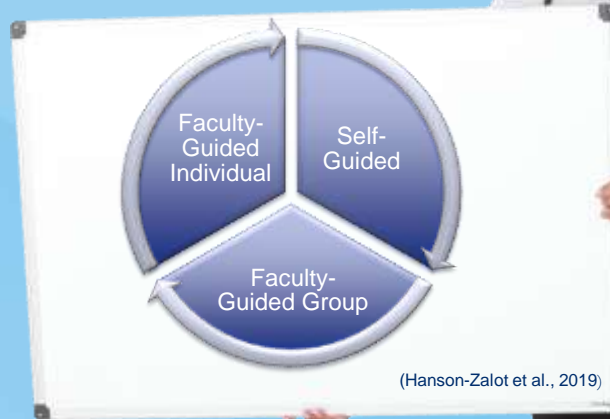 Faculty-
Guided
Individual
Self-
Guided
Faculty-
Guided Group
(Hanson-Zalot et al., 2019)